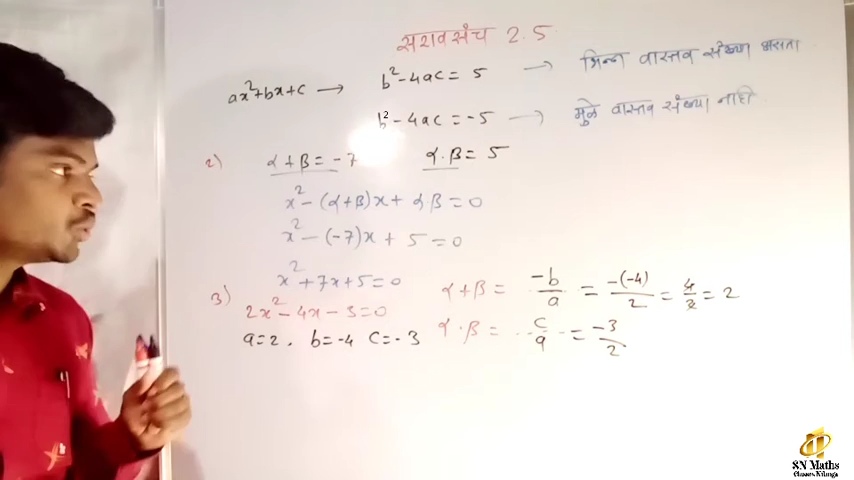 सरावसंच 2.5
ax²+bx+c → b²-4ac = 5 → भिन्न वास्तव संख्या असता
b²-4ac = -5 → मुळे वास्तव संख्या नाही
2) α+β = -7 α.β = 5
x² - (α+β)x + αβ = 0
x² - (-7)x + 5 = 0
x² + 7x + 5 = 0
3) 2x² - 4x - 3 = 0
a=2, b=-4 c=-3
α+β = -b/a = -(-4)/2 = 4/2 = 2
α.β = c/a = -3/2
SN Maths
Classes, Nilanga